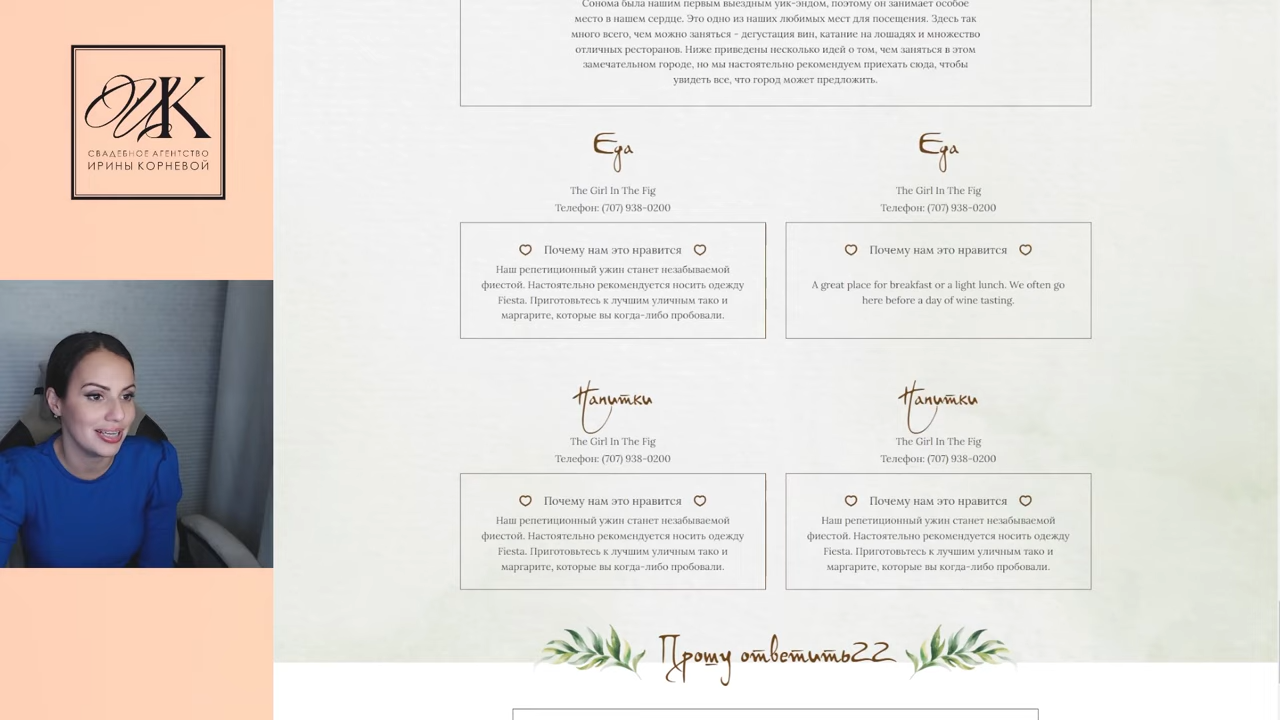 ИК
СВАДЕБНОЕ АГЕНТСТВО
ИРИНЫ КОРНЕВОЙ
Сонома была нашим первым выездным уик-эндом, поэтому он занимает особое
место в нашем сердце. Это одно из наших любимых мест для посещения. Здесь так
много всего, чем можно заняться - дегустация вин, катание на лошадях и множество
отличных ресторанов. Ниже приведены несколько идей о том, чем заняться в этом
замечательном городе, но мы настоятельно рекомендуем приехать сюда, чтобы
увидеть все, что город может предложить.
Еда
The Girl In The Fig
Телефон: (707) 938-0200
Почему нам это нравится
Наш репетиционный ужин станет незабываемой
фиестой. Настоятельно рекомендуется носить одежду
Fiesta. Приготовьтесь к лучшим уличным тако и
маргарите, которые вы когда-либо пробовали.
Еда
The Girl In The Fig
Телефон: (707) 938-0200
Почему нам это нравится
A great place for breakfast or a light lunch. We often go
here before a day of wine tasting.
Напитки
The Girl In The Fig
Телефон: (707) 938-0200
Почему нам это нравится
Наш репетиционный ужин станет незабываемой
фиестой. Настоятельно рекомендуется носить одежду
Fiesta. Приготовьтесь к лучшим уличным тако и
маргарите, которые вы когда-либо пробовали.
Напитки
The Girl In The Fig
Телефон: (707) 938-0200
Почему нам это нравится
Наш репетиционный ужин станет незабываемой
фиестой. Настоятельно рекомендуется носить одежду
Fiesta. Приготовьтесь к лучшим уличным тако и
маргарите, которые вы когда-либо пробовали.
Прошу ответить22